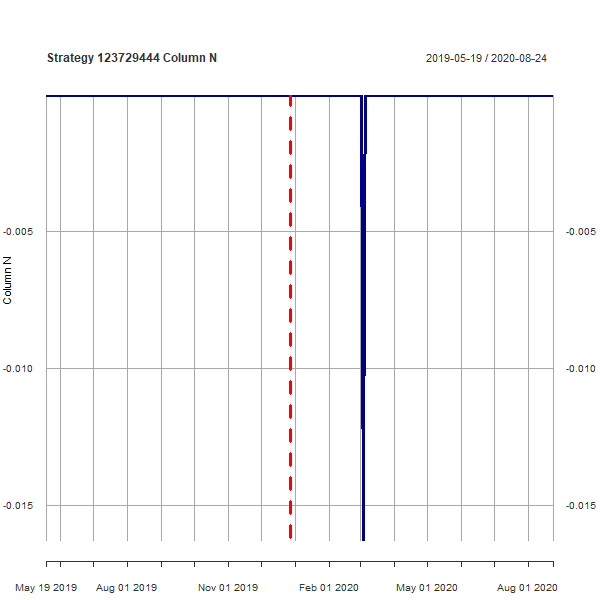 Strategy 123729444 Column N
2019-05-19 / 2020-08-24
-0.005
-0.005
Column N
-0.010
-0.010
-0.015
-0.015
May 19 2019
Aug 01 2019
Nov 01 2019
Feb 01 2020
May 01 2020
Aug 01 2020